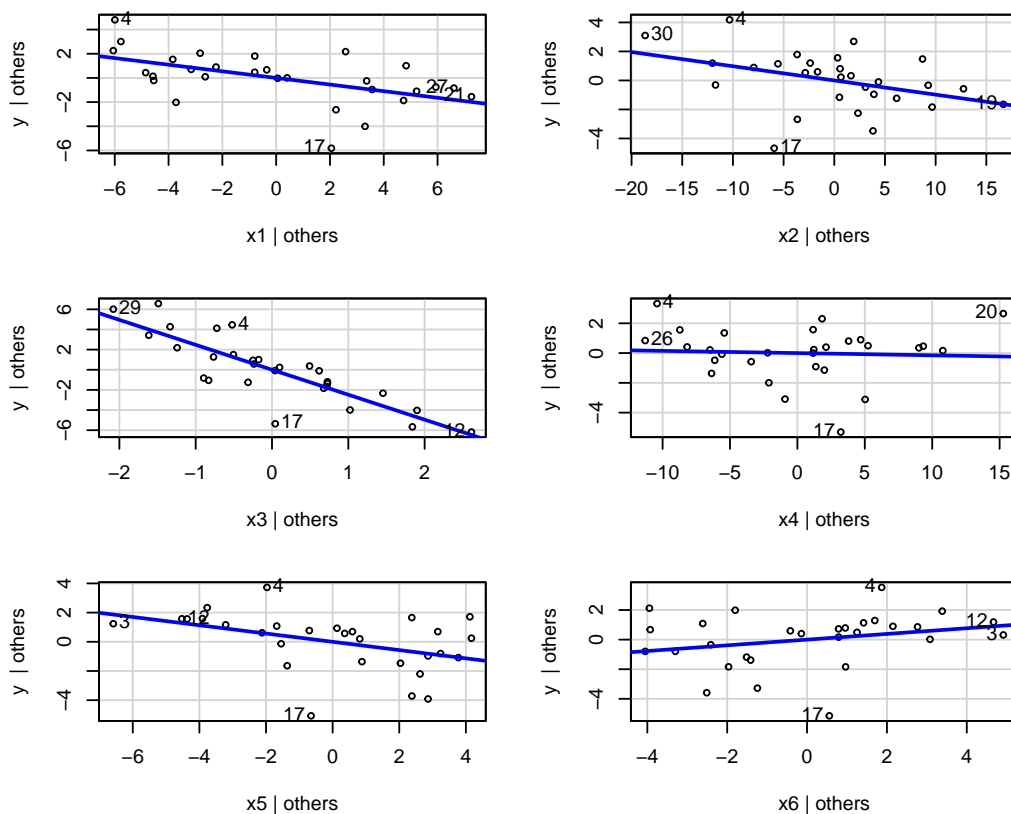 4
27
21
17
2
−2
−6
y | others
−6 −4 −2 0 2 4 6
x1 | others
30
4
19
17
4
2
0
−4
y | others
−20 −15 −10 −5 0 5 10 15
x2 | others
29
4
17
12
6
2
−2
−6
y | others
−2 −1 0 1 2
x3 | others
4
20
26
17
2
0
−4
y | others
−10 −5 0 5 10 15
x4 | others
4
12
3
17
4
2
0
−4
y | others
−6 −4 −2 0 2 4
x5 | others
4
12
3
17
2
0
−4
y | others
−4 −2 0 2 4
x6 | others